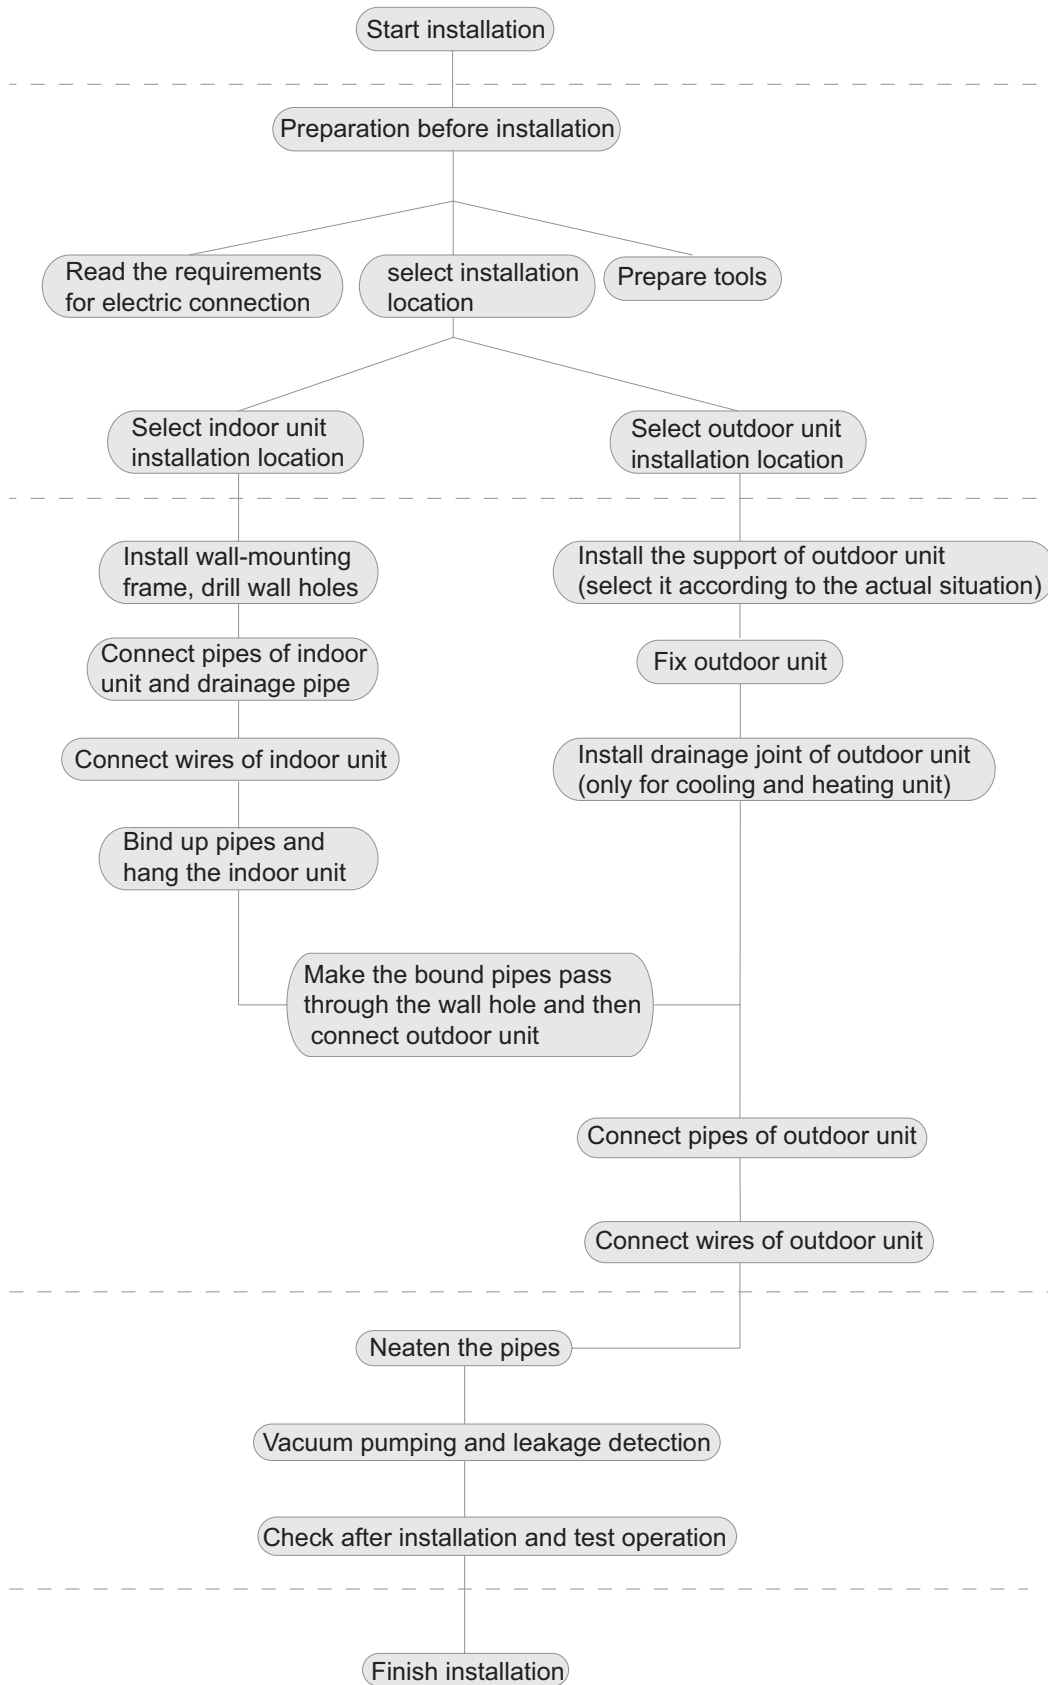 Start installation
Preparation before installation
Read the requirements
for electric connection
select installation
location
Prepare tools
Select indoor unit
installation location
Select outdoor unit
installation location
Install wall-mounting
frame, drill wall holes
Install the support of outdoor unit
(select it according to the actual situation)
Connect pipes of indoor
unit and drainage pipe
Fix outdoor unit
Connect wires of indoor unit
Install drainage joint of outdoor unit
(only for cooling and heating unit)
Bind up pipes and
hang the indoor unit
Make the bound pipes pass
through the wall hole and then
connect outdoor unit
Connect pipes of outdoor unit
Connect wires of outdoor unit
Neaten the pipes
Vacuum pumping and leakage detection
Check after installation and test operation
Finish installation